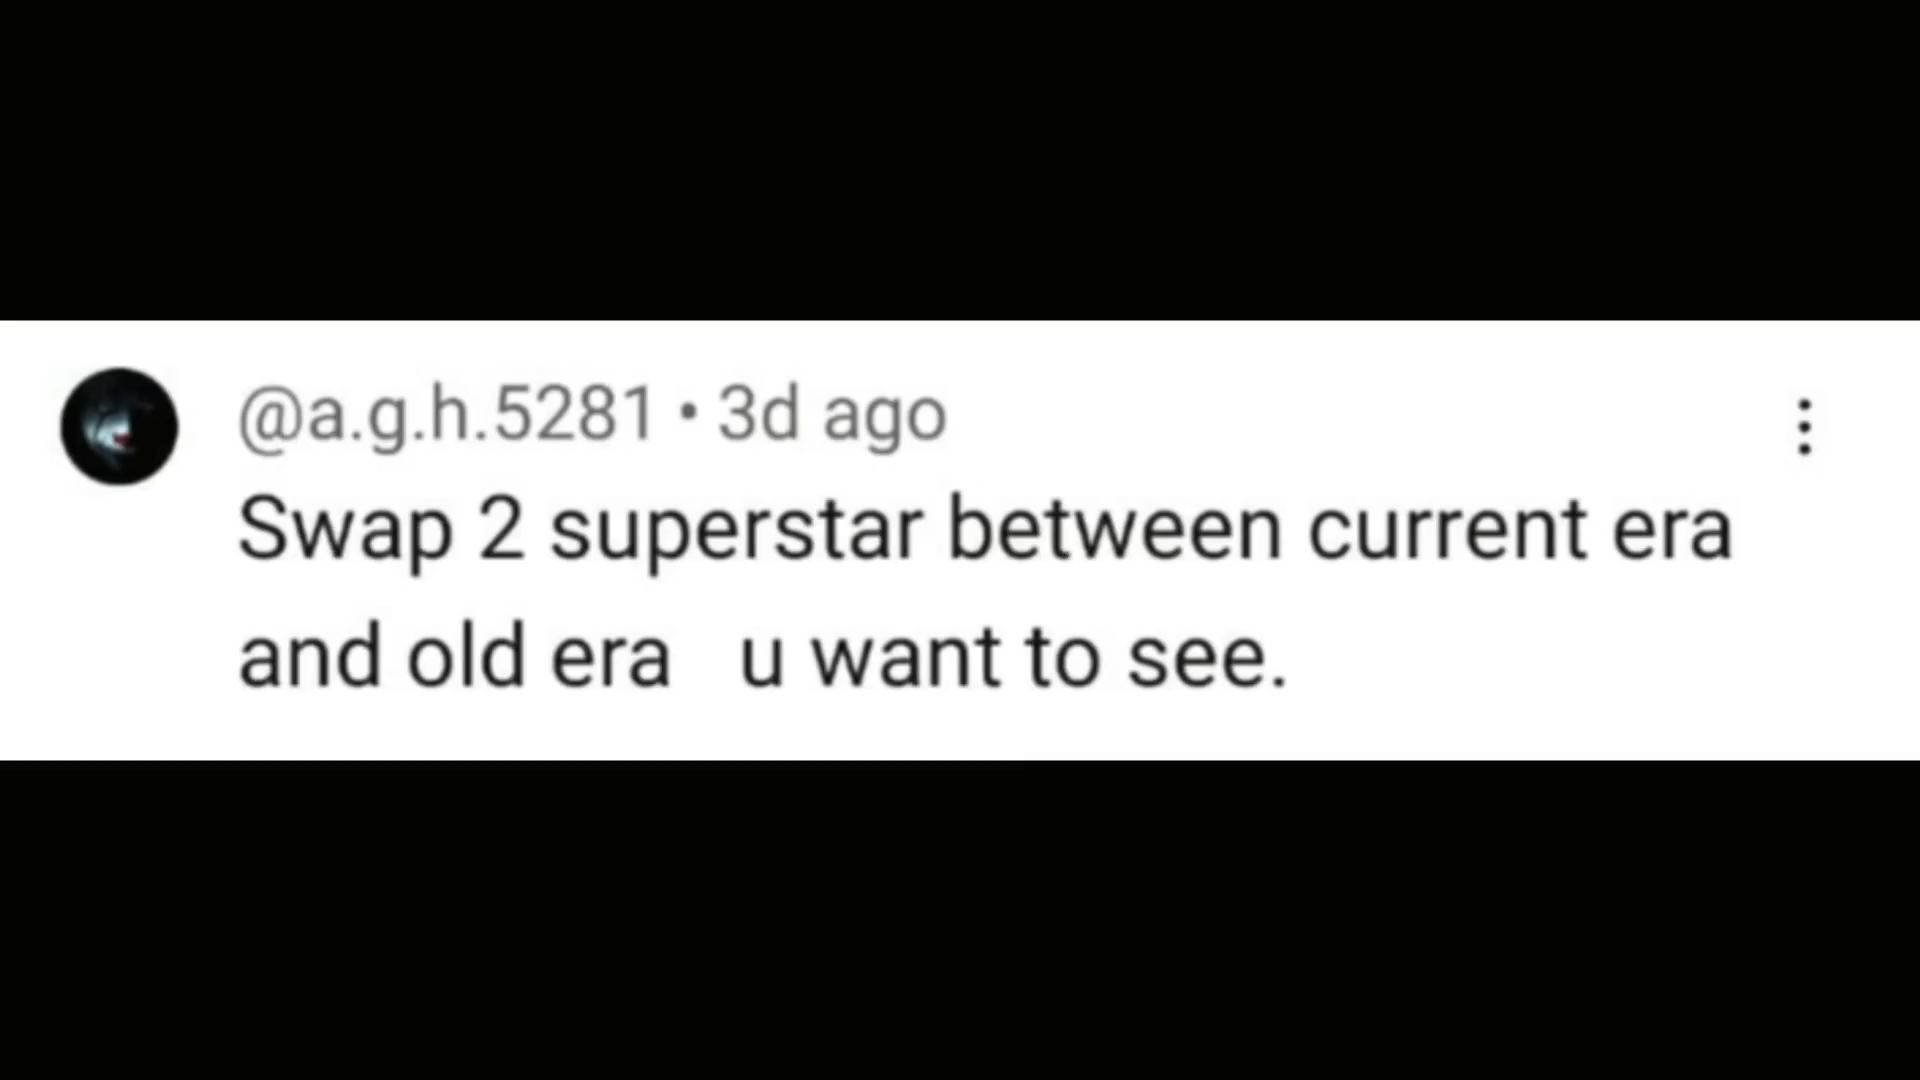 @a.g.h.5281 • 3d ago
Swap 2 superstar between current era
and old era   u want to see.